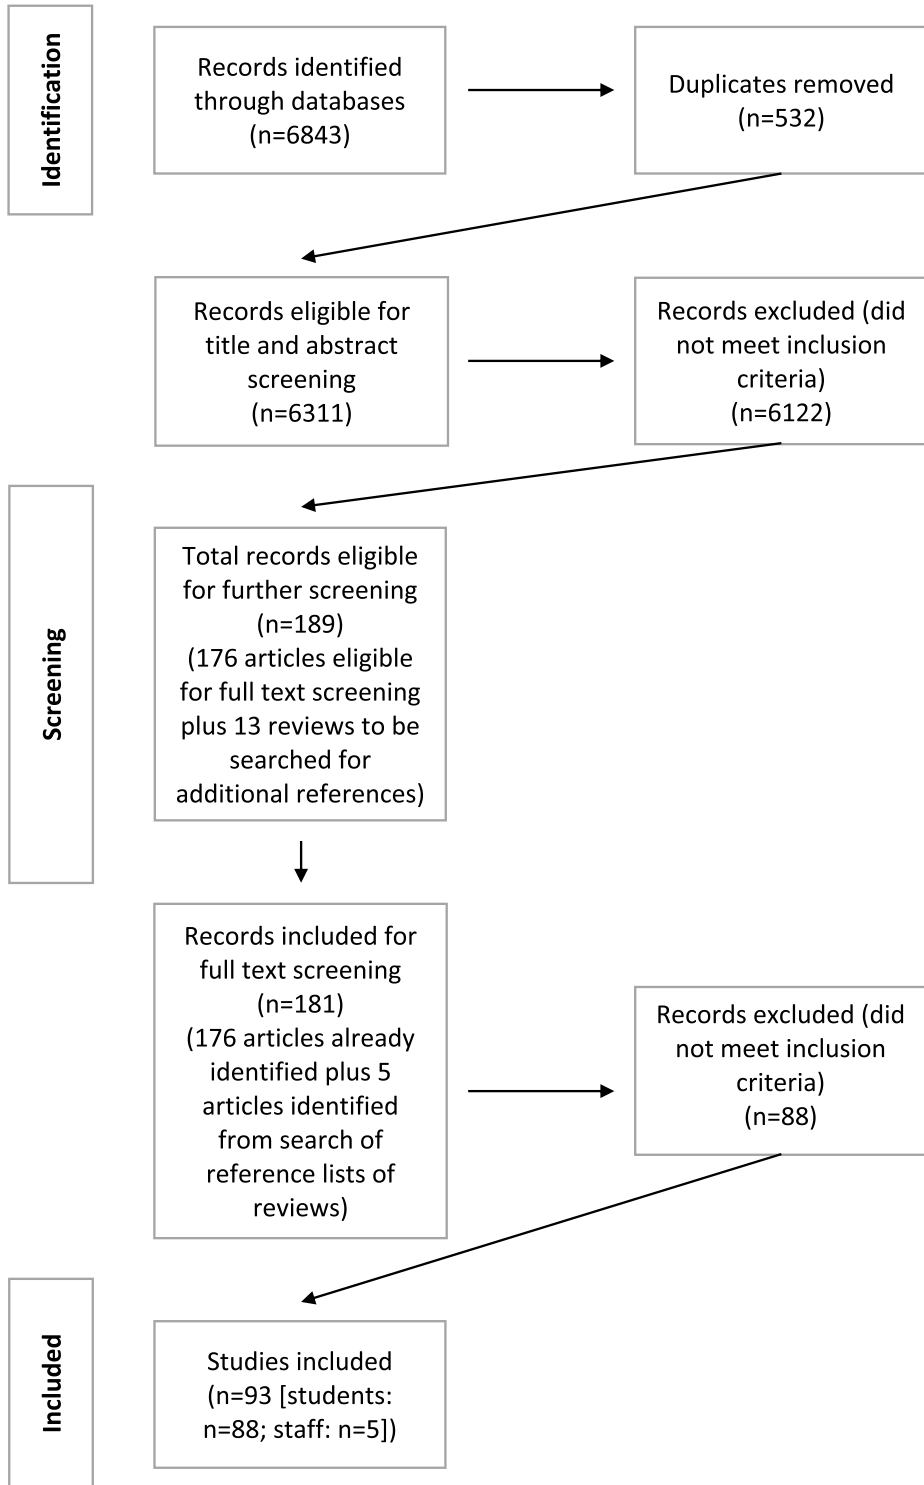 Identification
Records identified
through databases
(n=6843)
Duplicates removed
(n=532)
Records eligible for
title and abstract
screening
(n=6311)
Records excluded (did
not meet inclusion
criteria)
(n=6122)
Screening
Total records eligible
for further screening
(n=189)
(176 articles eligible
for full text screening
plus 13 reviews to be
searched for
additional references)
Records included for
full text screening
(n=181)
(176 articles already
identified plus 5
articles identified
from search of
reference lists of
reviews)
Records excluded (did
not meet inclusion
criteria)
(n=88)
Included
Studies included
(n=93 [students:
n=88; staff: n=5])